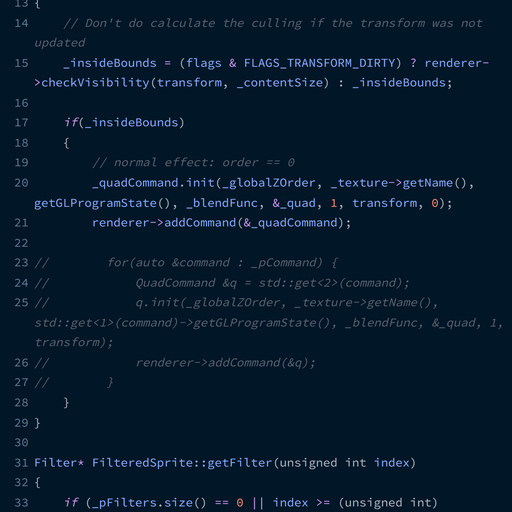 13 {
14     // Don't do calculate the culling if the transform was not
updated
15     _insideBounds = (flags & FLAGS_TRANSFORM_DIRTY) ? renderer-
>checkVisibility(transform, _contentSize) : _insideBounds;
16
17     if(_insideBounds)
18     {
19         // normal effect: order == 0
20         _quadCommand.init(_globalZOrder, _texture->getName(),
getGLProgramState(), _blendFunc, &_quad, 1, transform, 0);
21         renderer->addCommand(&_quadCommand);
22
23 //        for(auto &command : _pCommand) {
24 //            QuadCommand &q = std::get<2>(command);
25 //            q.init(_globalZOrder, _texture->getName(),
std::get<1>(command)->getGLProgramState(), _blendFunc, &_quad, 1,
transform);
26 //            renderer->addCommand(&q);
27 //        }
28     }
29 }
30
31 Filter* FilteredSprite::getFilter(unsigned int index)
32 {
33     if (_pFilters.size() == 0 || index >= (unsigned int)